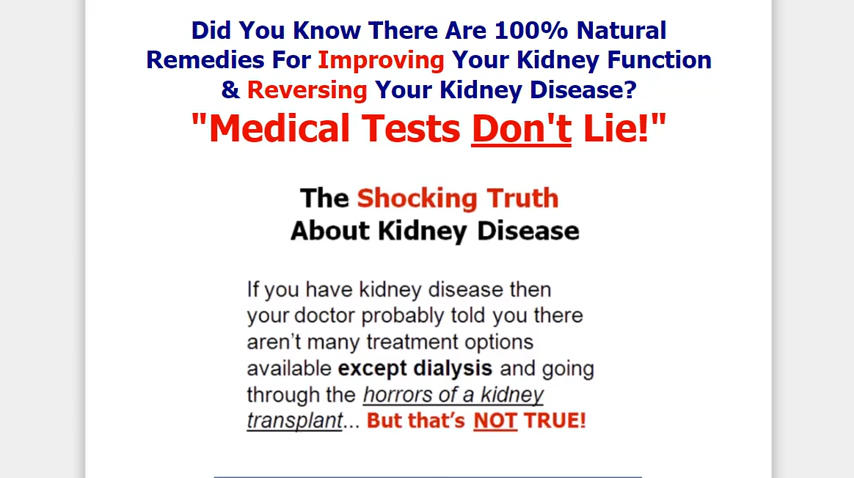 Did You Know There Are 100% Natural
Remedies For Improving Your Kidney Function
& Reversing Your Kidney Disease?
"Medical Tests Don't Lie!"
The Shocking Truth
About Kidney Disease
If you have kidney disease then
your doctor probably told you there
aren't many treatment options
available except dialysis and going
through the horrors of a kidney
transplant... But that's NOT TRUE!